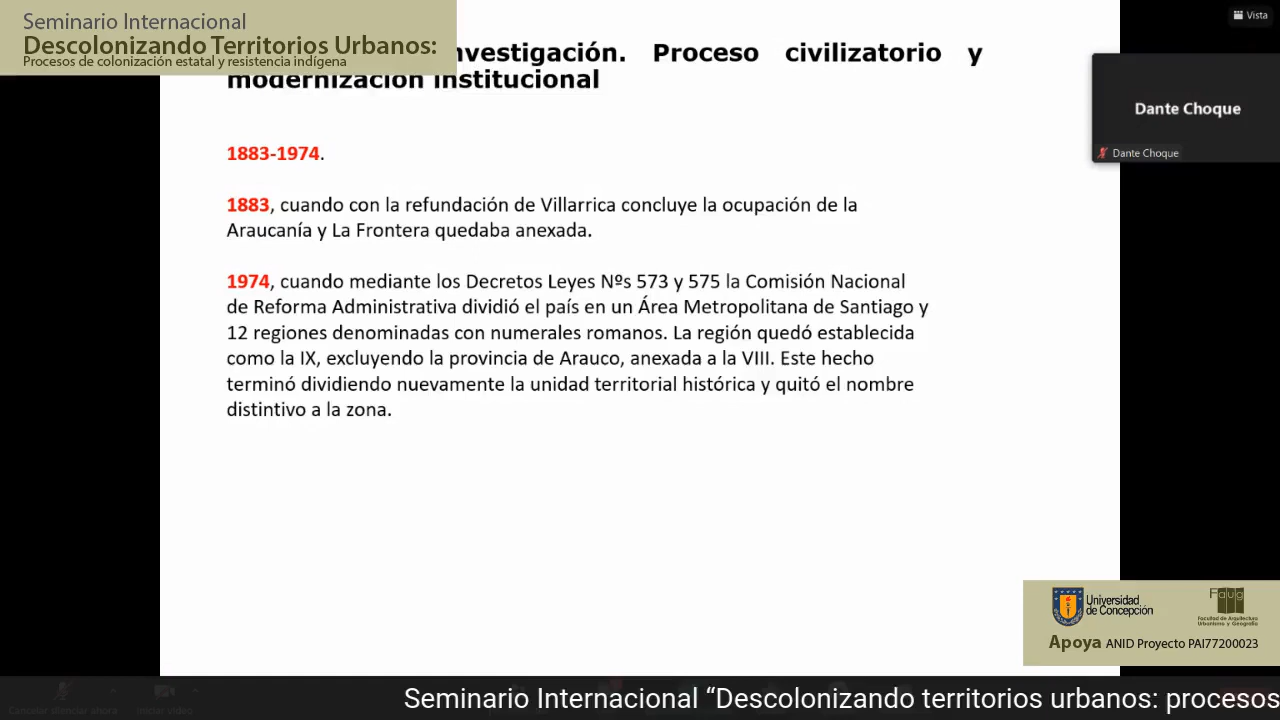 Seminario Internacional
Descolonizando Territorios Urbanos:
Procesos de colonización estatal y resistencia indígena
nvestigación. Proceso civilizatorio y
modernización institucional
Vista
Dante Choque
Dante Choque
1883-1974.
1883, cuando con la refundación de Villarrica concluye la ocupación de la
Araucanía y La Frontera quedaba anexada.
1974, cuando mediante los Decretos Leyes Nºs 573 y 575 la Comisión Nacional
de Reforma Administrativa dividió el país en un Área Metropolitana de Santiago y
12 regiones denominadas con numerales romanos. La región quedó establecida
como la IX, excluyendo la provincia de Arauco, anexada a la VIII. Este hecho
terminó dividiendo nuevamente la unidad territorial histórica y quitó el nombre
distintivo a la zona.
Universidad
de Concepción
Faug
Facultad de Arquitectura
Urbanismo y Geografía
Apoya ANID Proyecto PAI77200023
Cancelar silenciar ahora
Iniciar video
Seminario Internacional “Descolonizando territorios urbanos: procesos